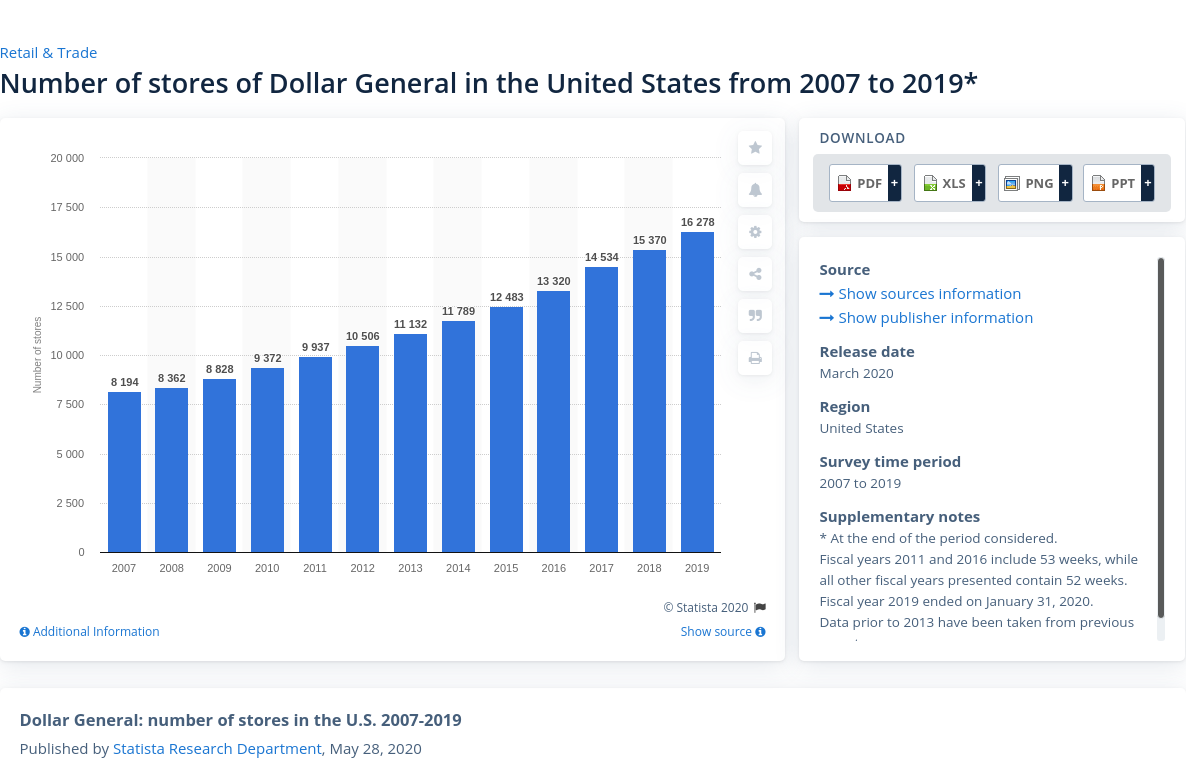 Retail & Trade
Number of stores of Dollar General in the United States from 2007 to 2019*
20 000
17 500
15 000
12 500
10 000
7 500
5 000
2 500
0
Number of stores
8 194
8 362
8 828
9 372
9 937
10 506
11 132
11 789
12 483
13 320
14 534
15 370
16 278
2007 2008 2009 2010 2011 2012 2013 2014 2015 2016 2017 2018 2019
© Statista 2020
Additional Information
Show source
DOWNLOAD
PDF + XLS + PNG + PPT +
Source
Show sources information
Show publisher information
Release date
March 2020
Region
United States
Survey time period
2007 to 2019
Supplementary notes
* At the end of the period considered.
Fiscal years 2011 and 2016 include 53 weeks, while
all other fiscal years presented contain 52 weeks.
Fiscal year 2019 ended on January 31, 2020.
Data prior to 2013 have been taken from previous
Dollar General: number of stores in the U.S. 2007-2019
Published by Statista Research Department, May 28, 2020